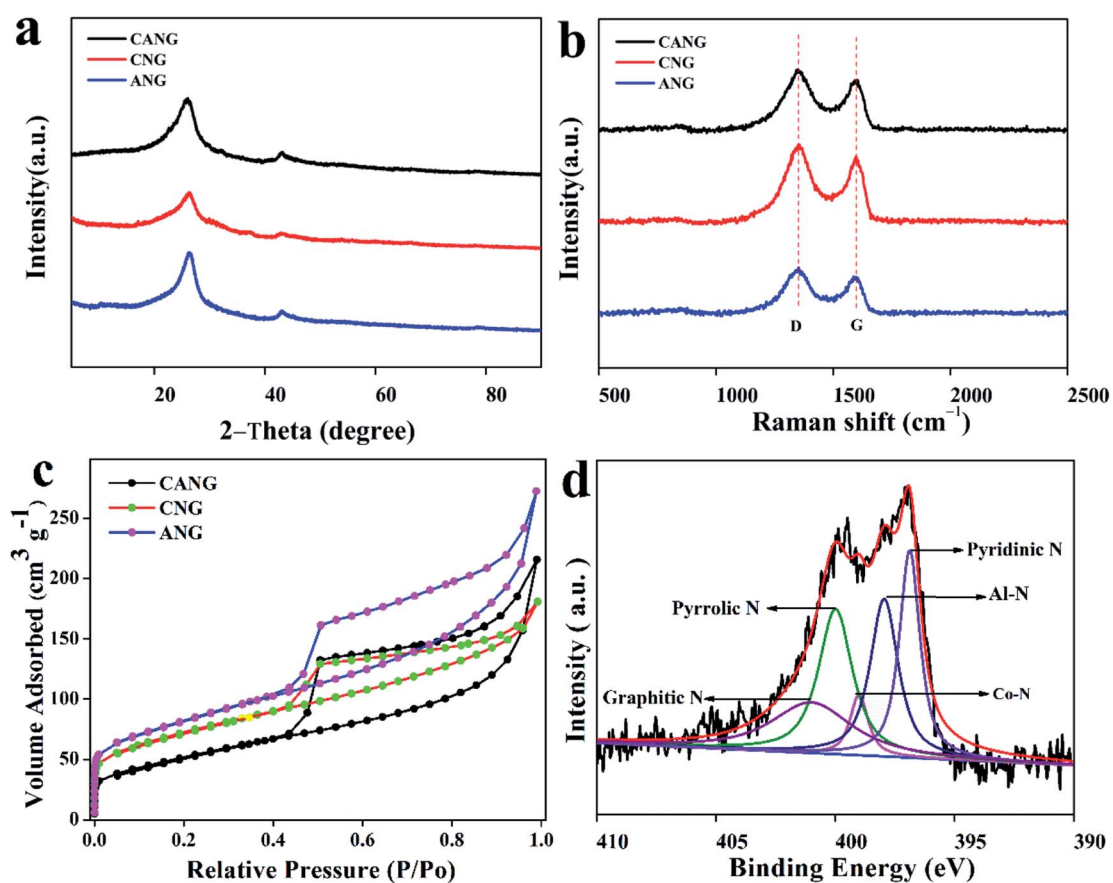 a
CANG
CNG
ANG
Intensity(a.u.)
20 40 60 80
2−Theta (degree)
b
CANG
CNG
ANG
Intensity(a.u.)
D G
500 1000 1500 2000 2500
Raman shift (cm⁻¹)
c
CANG
CNG
ANG
Volume Adsorbed (cm³ g⁻¹)
250
200
150
100
50
0
0.0 0.2 0.4 0.6 0.8 1.0
Relative Pressure (P/Po)
d
Pyridinic N
Al-N
Pyrrolic N
Co-N
Graphitic N
Intensity ( a.u.)
410 405 400 395 390
Binding Energy (eV)